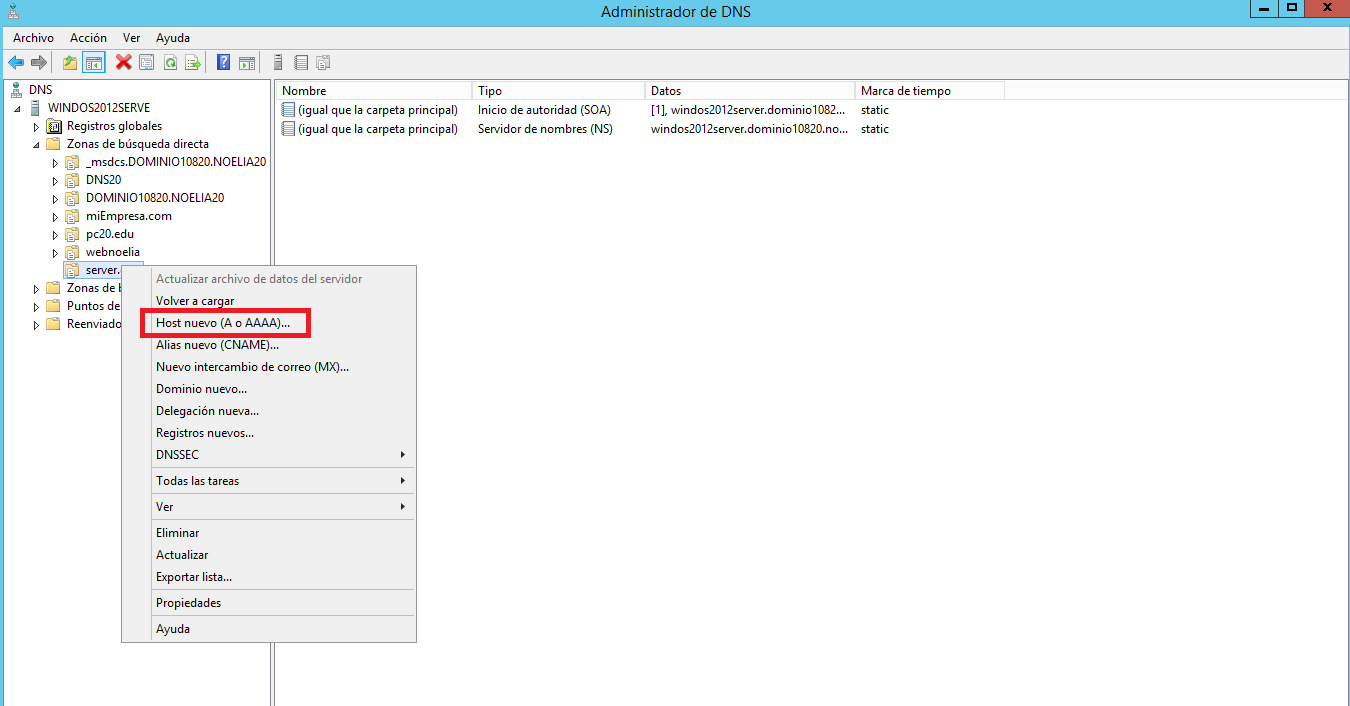 Administrador de DNS
Archivo Acción Ver Ayuda
DNS
WINDOS2012SERVE
Registros globales
Zonas de búsqueda directa
_msdcs.DOMINIO10820.NOELIA20
DNS20
DOMINIO10820.NOELIA20
miEmpresa.com
pc20.edu
webnoelia
server.
Zonas de
Puntos de
Reenviado
Nombre Tipo Datos Marca de tiempo
(igual que la carpeta principal) Inicio de autoridad (SOA) [1], windos2012server.dominio1082... static
(igual que la carpeta principal) Servidor de nombres (NS) windos2012server.dominio10820.no... static
Actualizar archivo de datos del servidor
Volver a cargar
Host nuevo (A o AAAA)...
Alias nuevo (CNAME)...
Nuevo intercambio de correo (MX)...
Dominio nuevo...
Delegación nueva...
Registros nuevos...
DNSSEC
Todas las tareas
Ver
Eliminar
Actualizar
Exportar lista...
Propiedades
Ayuda